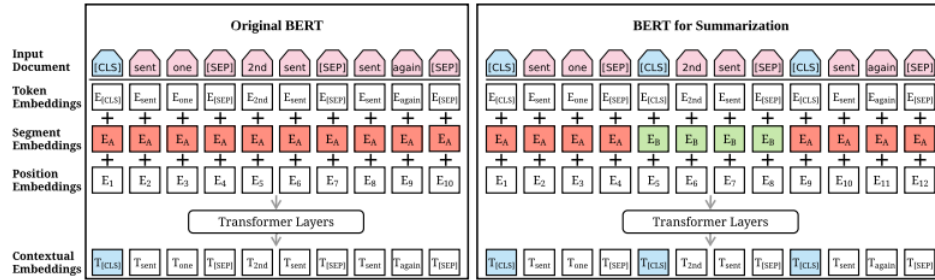 Original BERT
BERT for Summarization
Input Document
[CLS] sent one [SEP] 2nd sent [SEP] sent again [SEP]
[CLS] sent one [SEP] [CLS] 2nd sent [SEP] [CLS] sent again [SEP]
Token Embeddings
E[CLS] Esent Eone E[SEP] E2nd Esent E[SEP] Esent Eagain E[SEP]
E[CLS] Esent Eone E[SEP] E[CLS] E2nd Esent E[SEP] E[CLS] Esent Eagain E[SEP]
+ + + + + + + + + +
+ + + + + + + + + + + +
Segment Embeddings
EA EA EA EA EA EA EA EA EA EA
EA EA EA EA EB EB EB EB EA EA EA EA
+ + + + + + + + + +
+ + + + + + + + + + + +
Position Embeddings
E1 E2 E3 E4 E5 E6 E7 E8 E9 E10
E1 E2 E3 E4 E5 E6 E7 E8 E9 E10 E11 E12
Transformer Layers
Transformer Layers
Contextual Embeddings
T[CLS] Tsent Tone T[SEP] T2nd Tsent T[SEP] Tsent Tagain T[SEP]
T[CLS] Tsent Tone T[SEP] T[CLS] T2nd Tsent T[SEP] T[CLS] Tsent Tagain T[SEP]